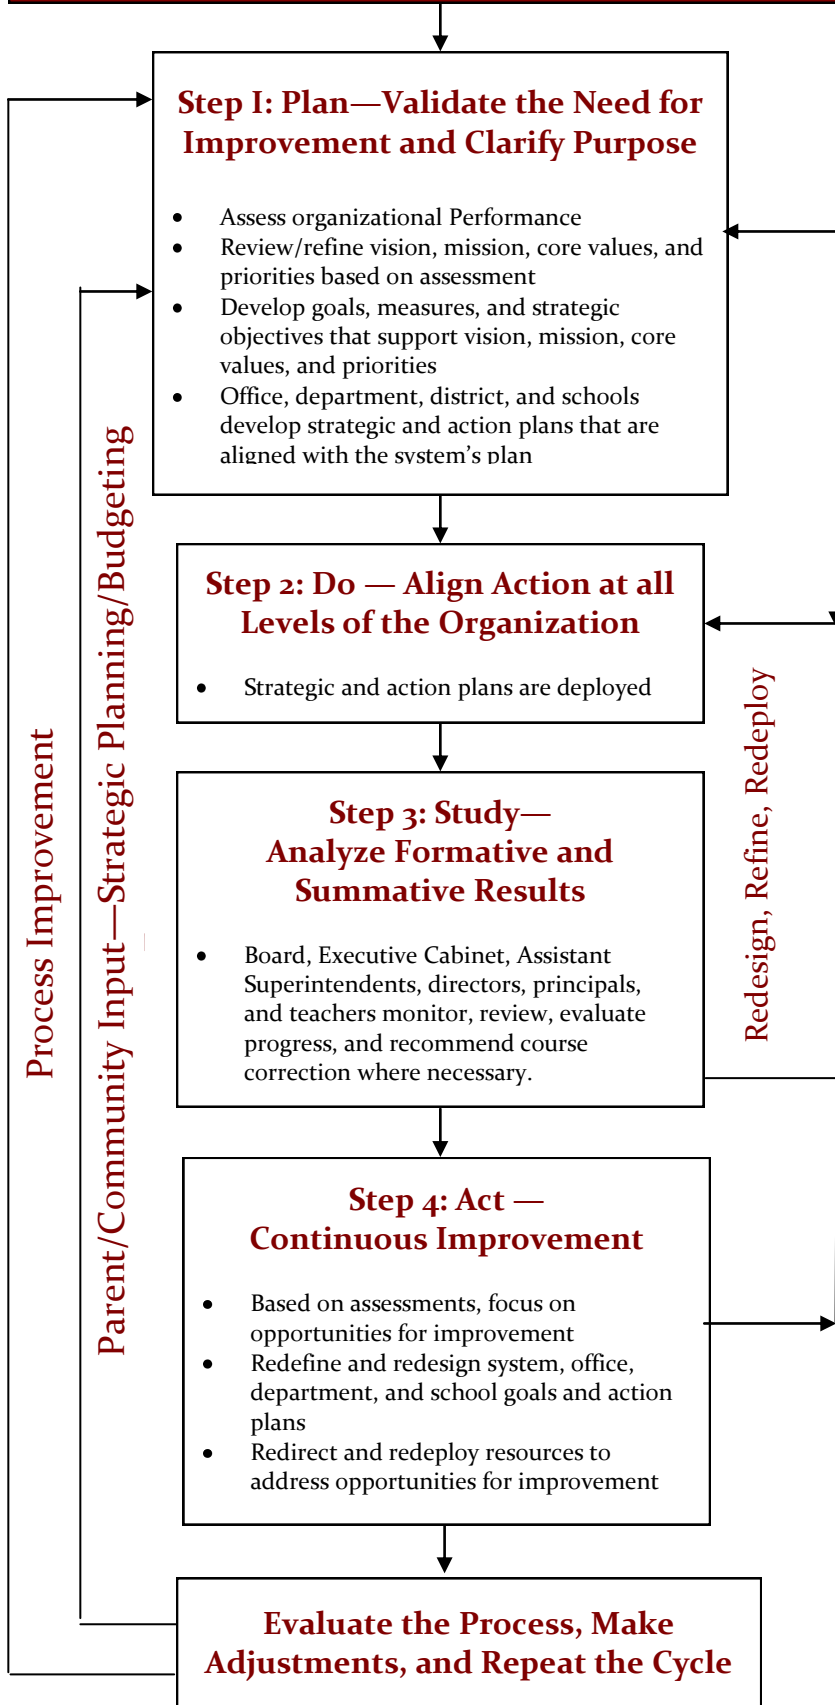 Step I: Plan—Validate the Need for
Improvement and Clarify Purpose
• Assess organizational Performance
• Review/refine vision, mission, core values, and
priorities based on assessment
• Develop goals, measures, and strategic
objectives that support vision, mission, core
values, and priorities
• Office, department, district, and schools
develop strategic and action plans that are
aligned with the system's plan
Step 2: Do — Align Action at all
Levels of the Organization
• Strategic and action plans are deployed
Step 3: Study—
Analyze Formative and
Summative Results
• Board, Executive Cabinet, Assistant
Superintendents, directors, principals,
and teachers monitor, review, evaluate
progress, and recommend course
correction where necessary.
Step 4: Act —
Continuous Improvement
• Based on assessments, focus on
opportunities for improvement
• Redefine and redesign system, office,
department, and school goals and action
plans
• Redirect and redeploy resources to
address opportunities for improvement
Evaluate the Process, Make
Adjustments, and Repeat the Cycle
Process Improvement
Parent/Community Input—Strategic Planning/Budgeting
Redesign, Refine, Redeploy